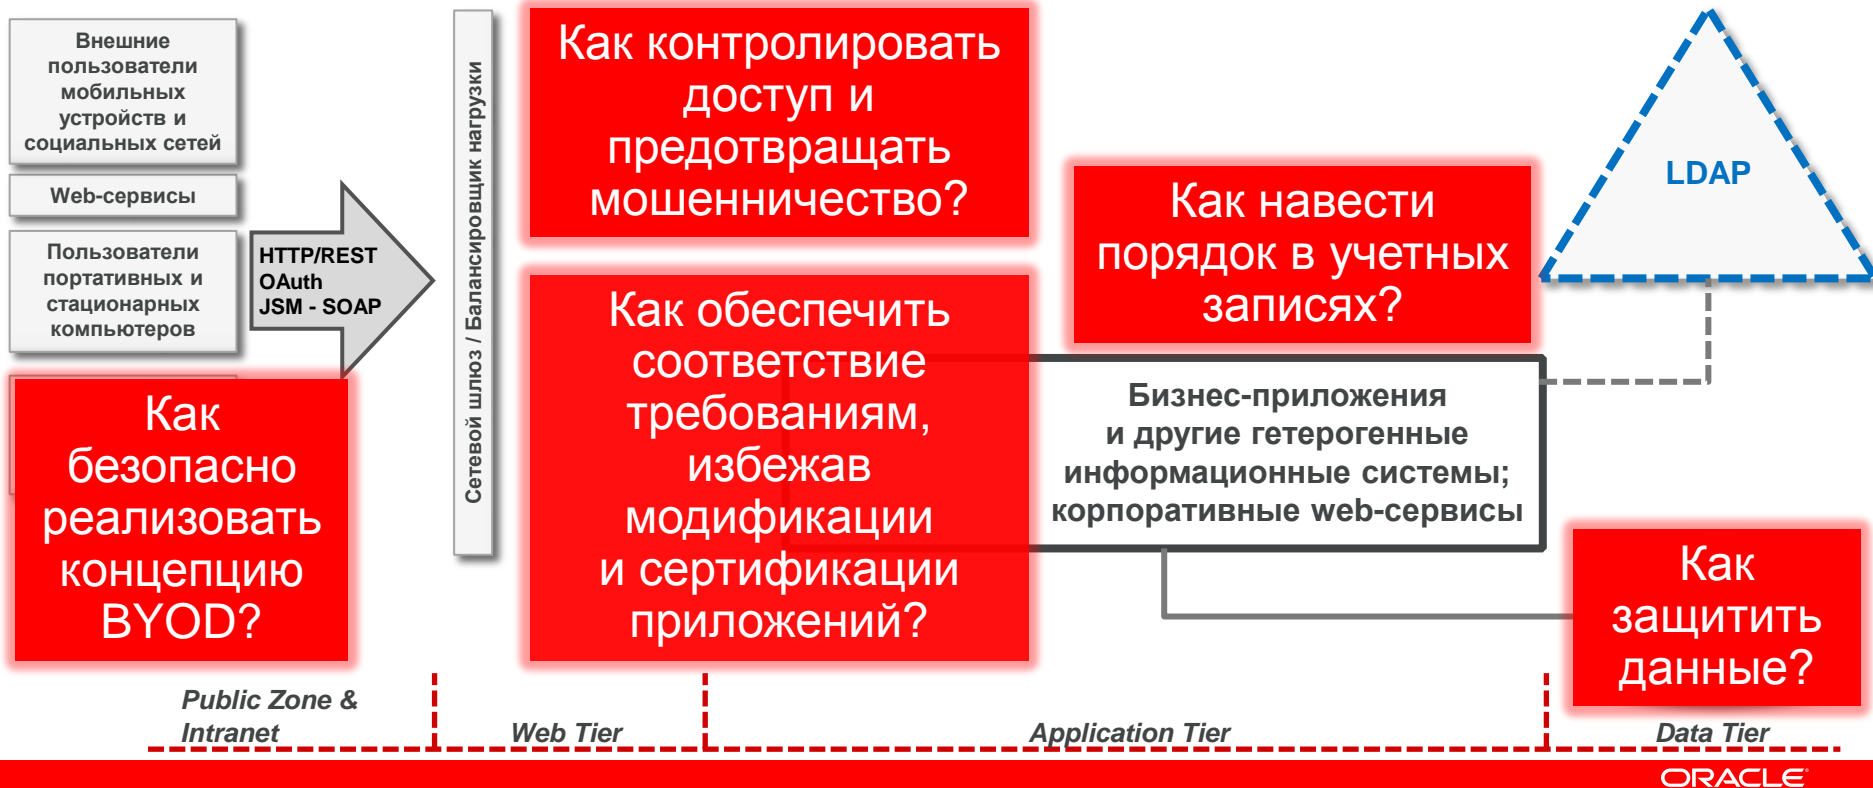 Внешние
пользователи
мобильных
устройств и
социальных сетей
Web-сервисы
Пользователи
портативных и
стационарных
компьютеров
HTTP/REST
OAuth
JSM - SOAP
Как
безопасно
реализовать
концепцию
BYOD?
Сетевой шлюз / Балансировщик нагрузки
Как контролировать
доступ и
предотвращать
мошенничество?
Как обеспечить
соответствие
требованиям,
избежав
модификации
и сертификации
приложений?
Как навести
порядок в учетных
записях?
Бизнес-приложения
и другие гетерогенные
информационные системы;
корпоративные web-сервисы
LDAP
Как
защитить
данные?
Public Zone &
Intranet
Web Tier
Application Tier
Data Tier
ORACLE